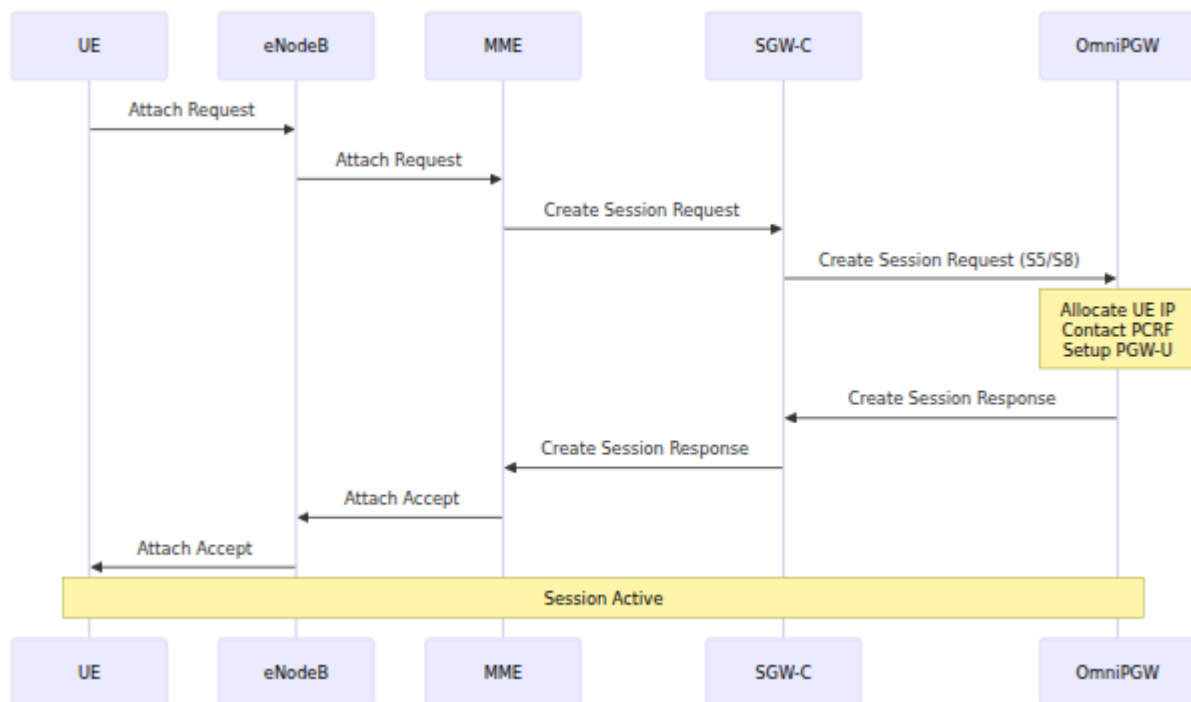 UE
eNodeB
MME
SGW-C
OmniPGW
Attach Request
Attach Request
Create Session Request
Create Session Request (S5/S8)
Allocate UE IP
Contact PCRF
Setup PGW-U
Create Session Response
Create Session Response
Attach Accept
Attach Accept
Session Active
UE
eNodeB
MME
SGW-C
OmniPGW